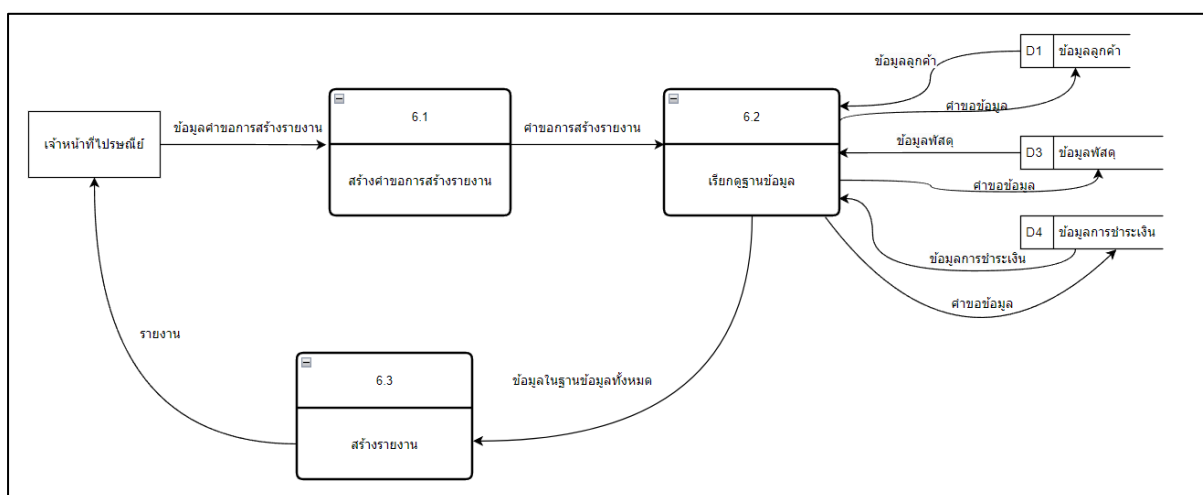 D1 ข้อมูลลูกค้า
ข้อมูลลูกค้า
คำขอข้อมูล
6.1
6.2
เจ้าหน้าที่ไปรษณีย์
ข้อมูลคำขอการสร้างรายงาน
คำขอการสร้างรายงาน
ข้อมูลพัสดุ
D3 ข้อมูลพัสดุ
สร้างคำขอการสร้างรายงาน
เรียกดูฐานข้อมูล
คำขอข้อมูล
D4 ข้อมูลการชำระเงิน
ข้อมูลการชำระเงิน
คำขอข้อมูล
รายงาน
6.3
ข้อมูลในฐานข้อมูลทั้งหมด
สร้างรายงาน